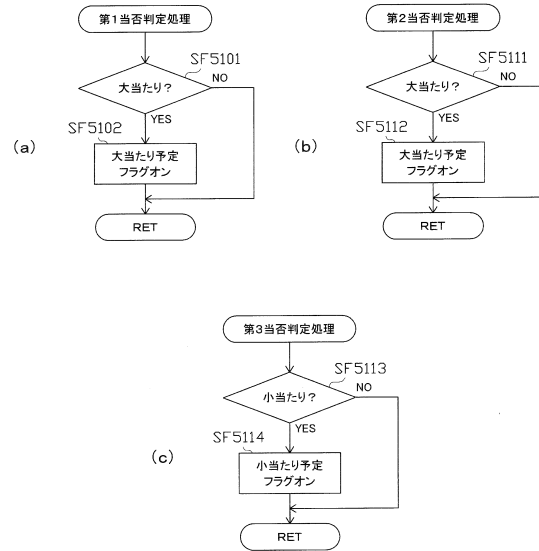 第1当否判定処理
SF5101
大当たり?
NO
YES
SF5102
(a)
大当たり予定
フラグオン
RET
第2当否判定処理
SF5111
大当たり?
NO
YES
SF5112
(b)
大当たり予定
フラグオン
RET
第3当否判定処理
SF5113
小当たり?
NO
YES
SF5114
(c)
小当たり予定
フラグオン
RET